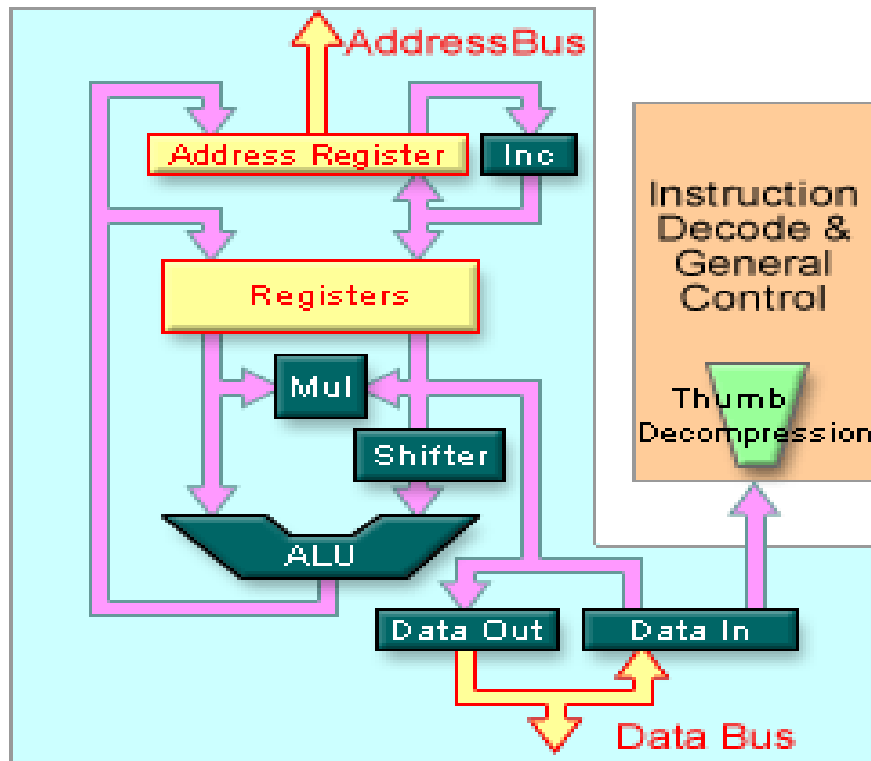 AddressBus
Address Register
Inc
Instruction
Decode &
General
Control
Registers
Mul
Thumb
Decompression
Shifter
ALU
Data Out
Data In
Data Bus